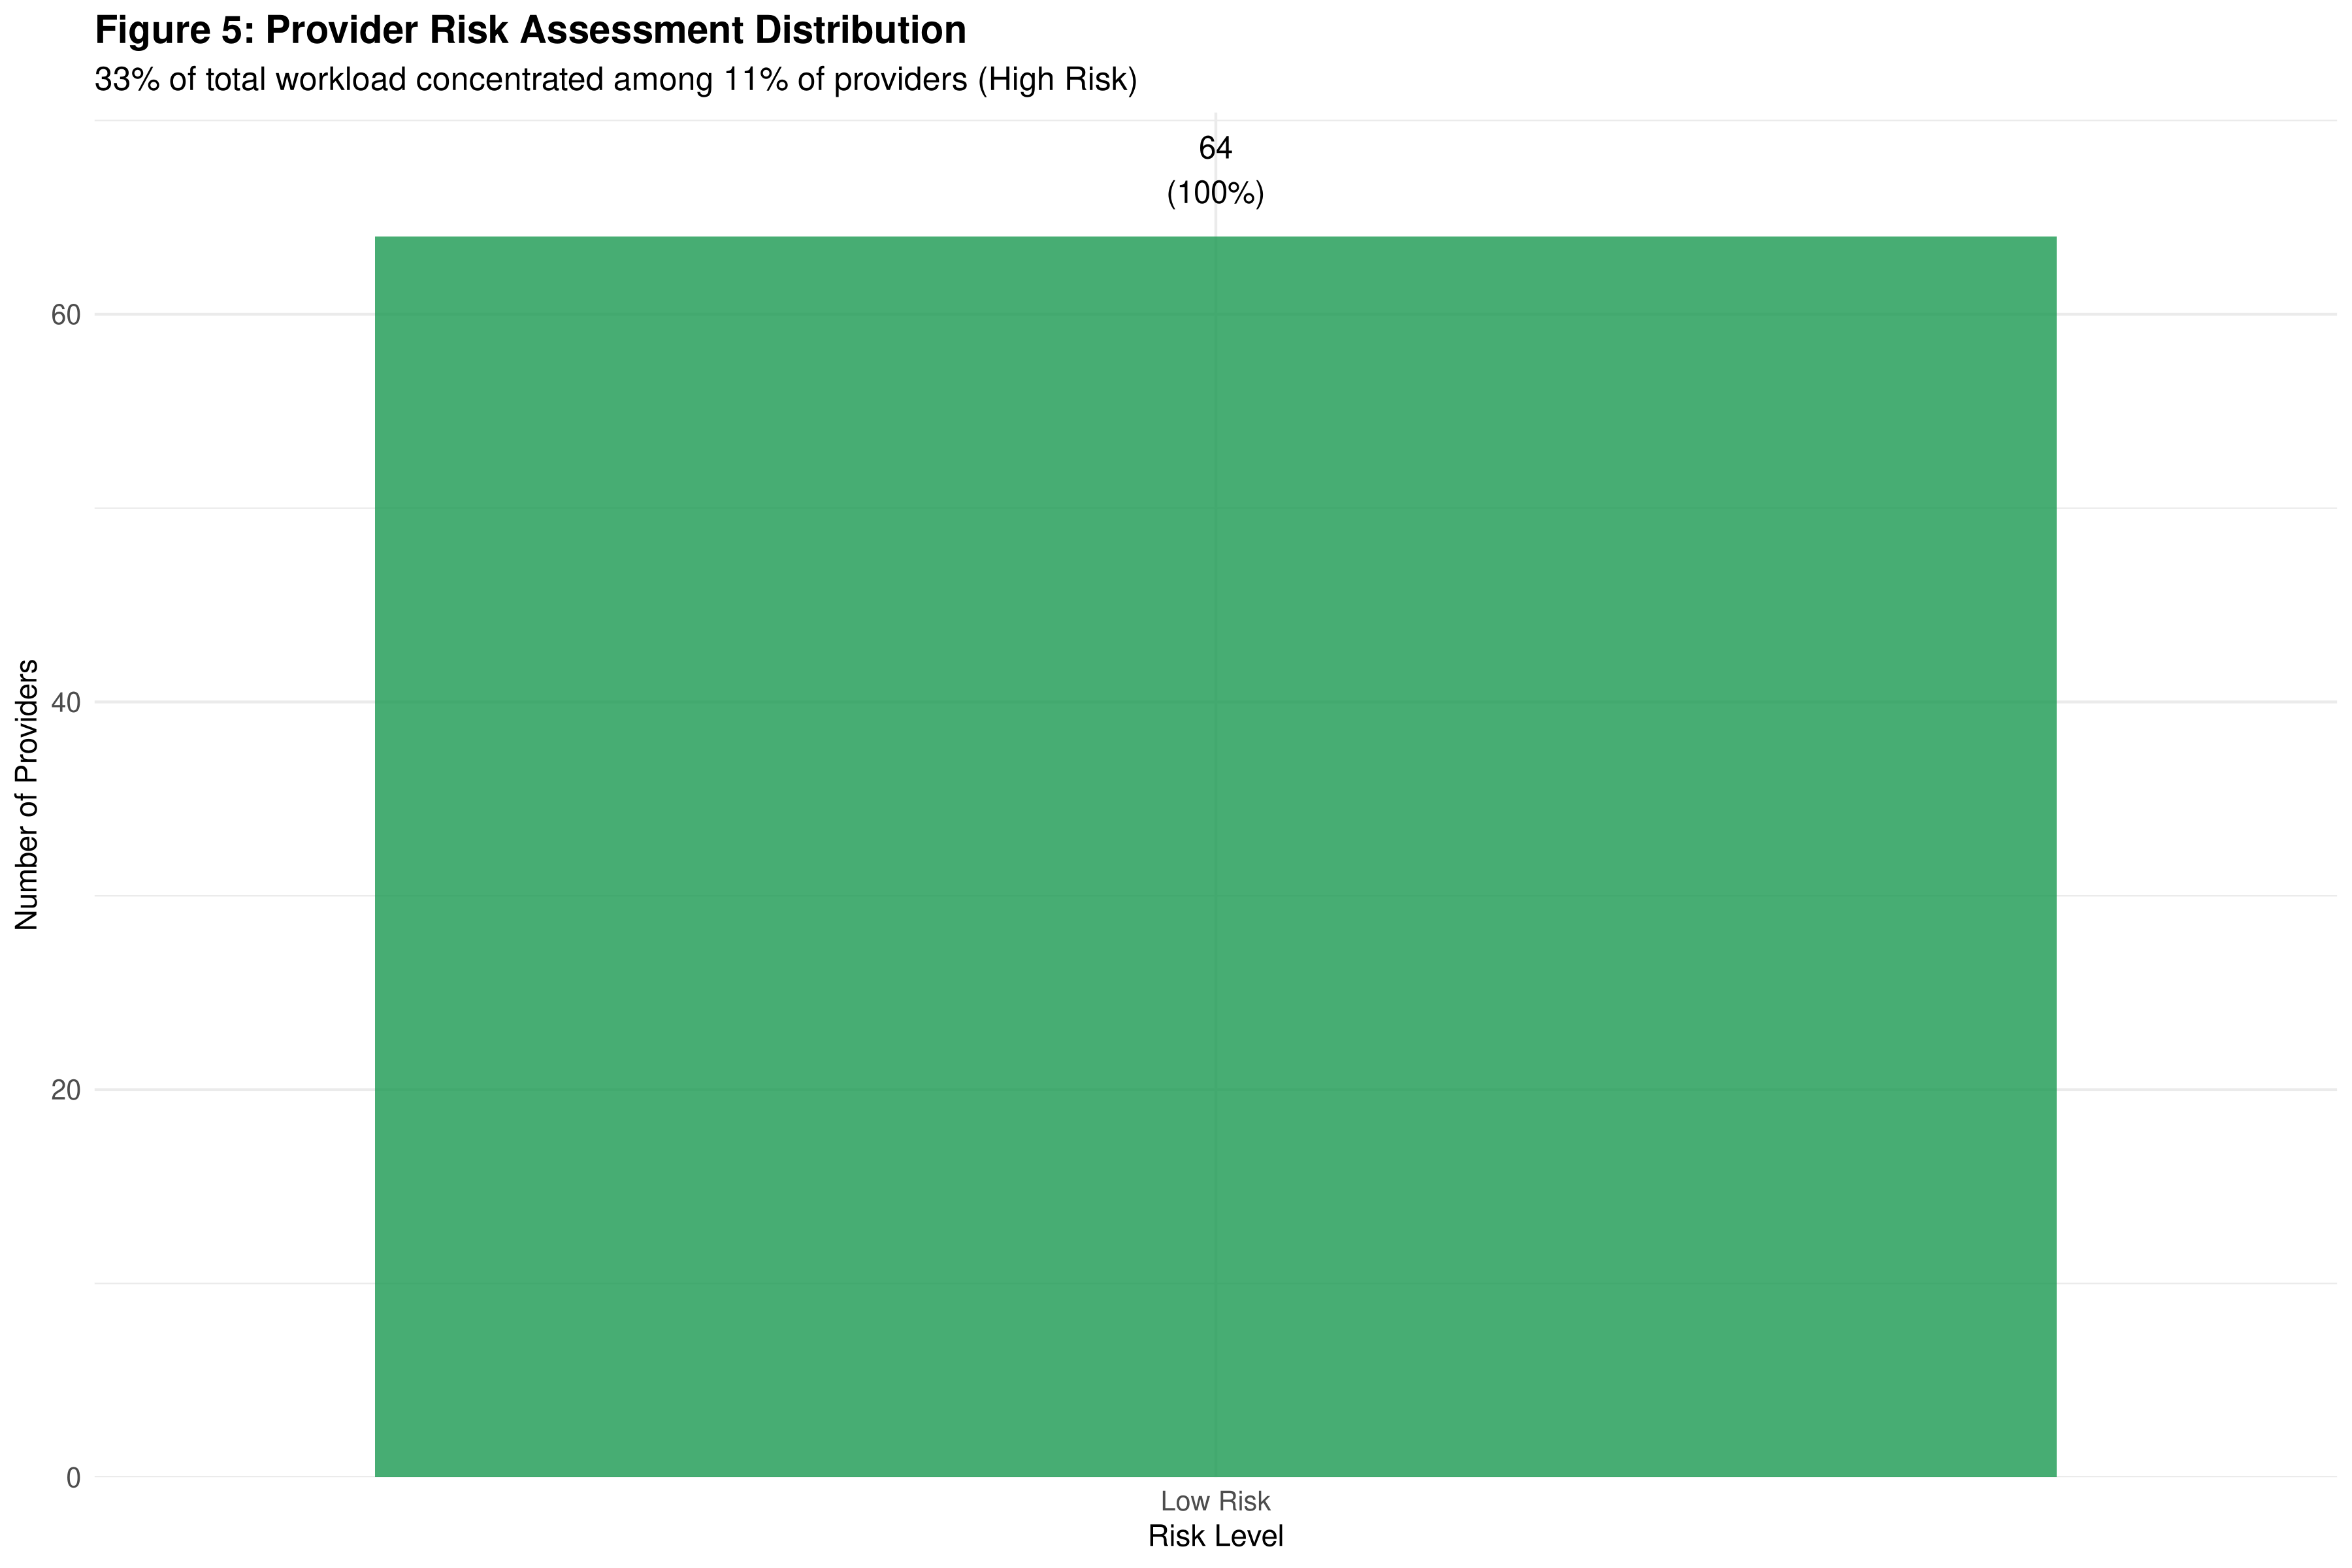 Figure 5: Provider Risk Assessment Distribution
33% of total workload concentrated among 11% of providers (High Risk)
64
(100%)
60
40
20
0
Number of Providers
Low Risk
Risk Level